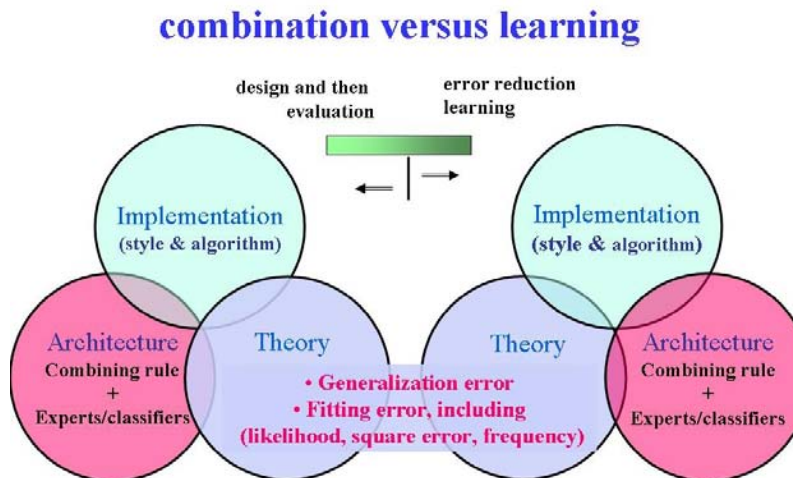 combination versus learning
design and then
evaluation
error reduction
learning
Implementation
(style & algorithm)
Implementation
(style & algorithm)
Architecture
Combining rule
+
Experts/classifiers
Theory
Theory
Architecture
Combining rule
+
Experts/classifiers
• Generalization error
• Fitting error, including
(likelihood, square error, frequency)